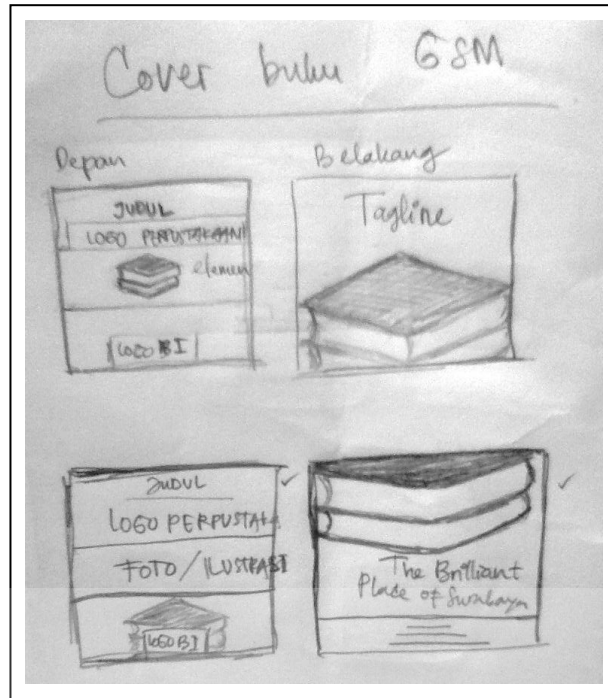 Cover buku GSM
Depan
Belakang
JUDUL
LOGO PERPUSTAKAAN
elemen
LOGO BI
Tagline
JUDUL
LOGO PERPUSTAKA
FOTO/ILUSTRASI
LOGO BI
The Brilliant
Place of Surabaya